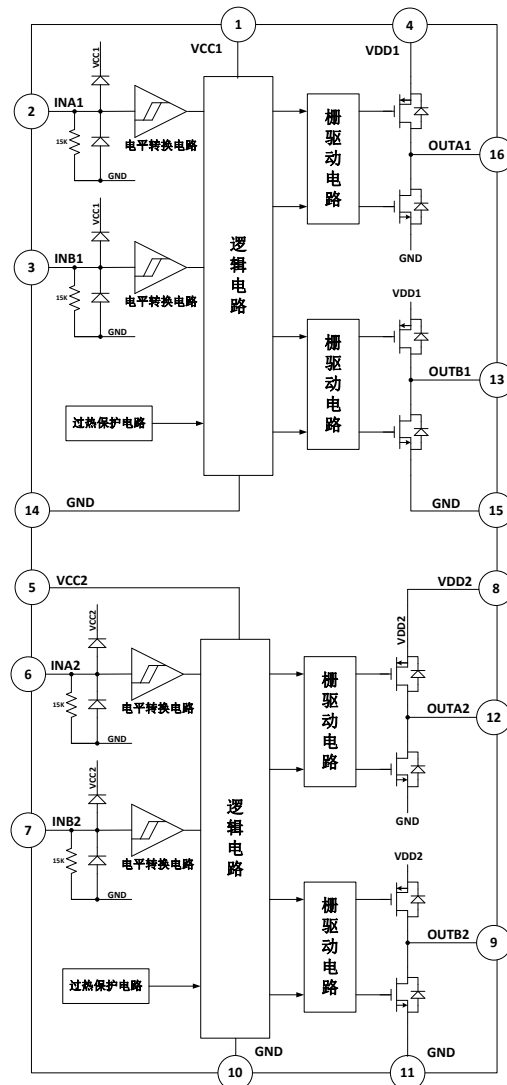 1
4
VCC1
VDD1
VCC1
2
INA1
15K
GND
电平转换电路
栅驱动电路
OUTA1
16
GND
VCC1
3
INB1
15K
GND
电平转换电路
逻辑电路
VDD1
栅驱动电路
OUTB1
13
过热保护电路
14
GND
GND
15
5
VCC2
VDD2
8
VDD2
VCC2
6
INA2
15K
GND
电平转换电路
栅驱动电路
OUTA2
12
GND
VCC2
7
INB2
15K
GND
电平转换电路
逻辑电路
VDD2
栅驱动电路
OUTB2
9
过热保护电路
GND
10
GND
11